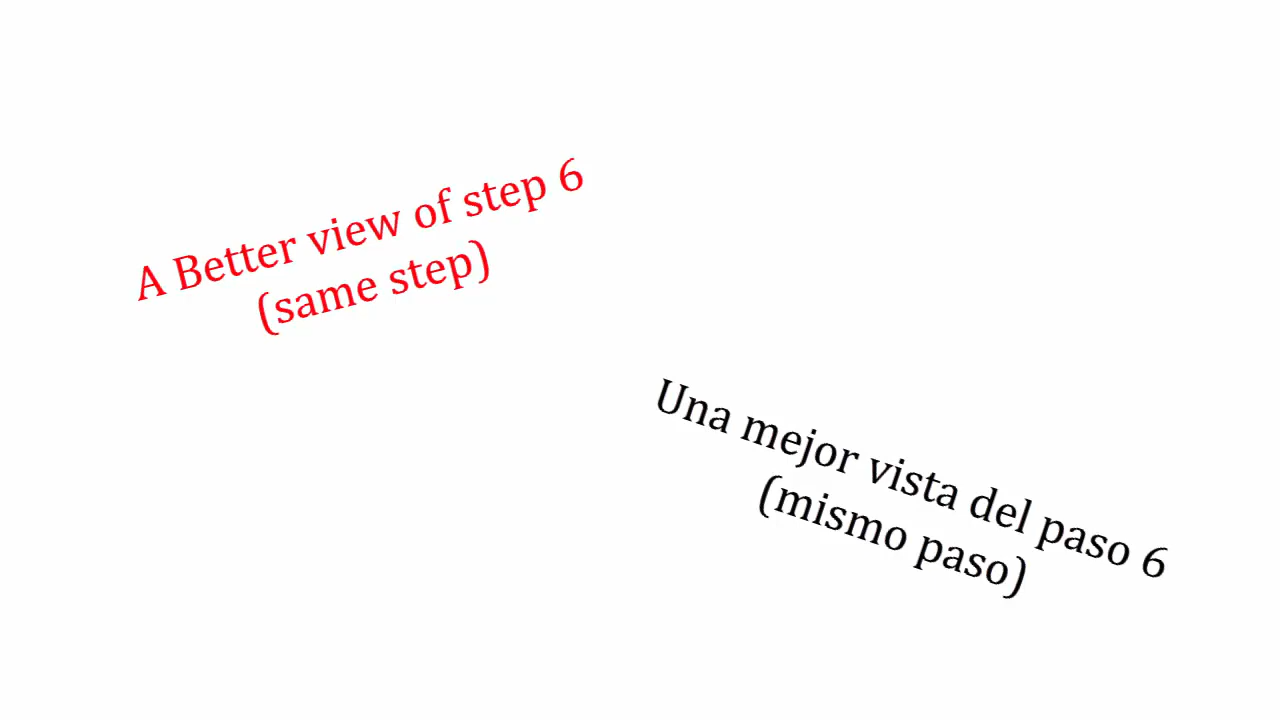 A Better view of step 6
(same step)
Una mejor vista del paso 6
(mismo paso)